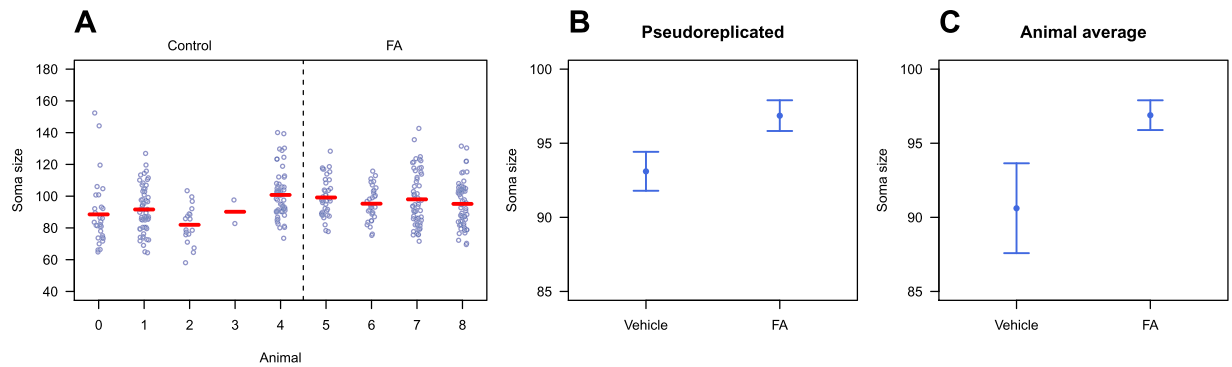 A
Control
FA
Soma size
180
160
140
120
100
80
60
40
0 1 2 3 4 5 6 7 8
Animal
B
Pseudoreplicated
Soma size
100
95
90
85
Vehicle FA
C
Animal average
Soma size
100
95
90
85
Vehicle FA